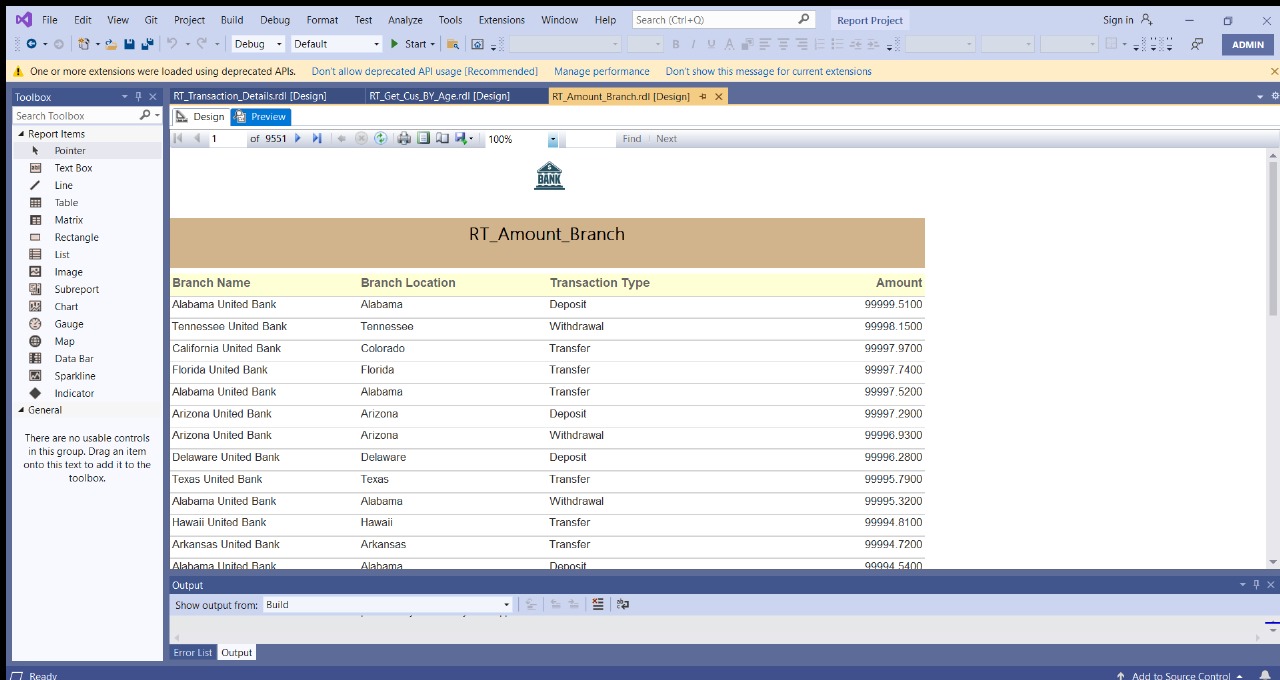 File Edit View Git Project Build Debug Format Test Analyze Tools Extensions Window Help Search (Ctrl+Q) Report Project Sign in
Debug Default Start B I U A ADMIN
One or more extensions were loaded using deprecated APIs. Don't allow deprecated API usage [Recommended] Manage performance Don't show this message for current extensions
Toolbox RT_Transaction_Details.rdl [Design] RT_Get_Cus_BY_Age.rdl [Design] RT_Amount_Branch.rdl [Design]
Search Toolbox Design Preview
Report Items 1 of 9551 100% Find Next
Pointer
Text Box
Line
Table
Matrix
Rectangle
List
Image
Subreport
Chart
Gauge
Map
Data Bar
Sparkline
Indicator
General
There are no usable controls
in this group. Drag an item
onto this text to add it to the
toolbox.
BANK
RT_Amount_Branch
Branch Name Branch Location Transaction Type Amount
Alabama United Bank Alabama Deposit 99999.5100
Tennessee United Bank Tennessee Withdrawal 99998.1500
California United Bank Colorado Transfer 99997.9700
Florida United Bank Florida Transfer 99997.7400
Alabama United Bank Alabama Transfer 99997.5200
Arizona United Bank Arizona Deposit 99997.2900
Arizona United Bank Arizona Withdrawal 99996.9300
Delaware United Bank Delaware Deposit 99996.2800
Texas United Bank Texas Transfer 99995.7900
Alabama United Bank Alabama Withdrawal 99995.3200
Hawaii United Bank Hawaii Transfer 99994.8100
Arkansas United Bank Arkansas Transfer 99994.7200
Alabama United Bank Alabama Deposit 99994.5400
Output
Show output from: Build
Error List Output
Ready Add to Source Control